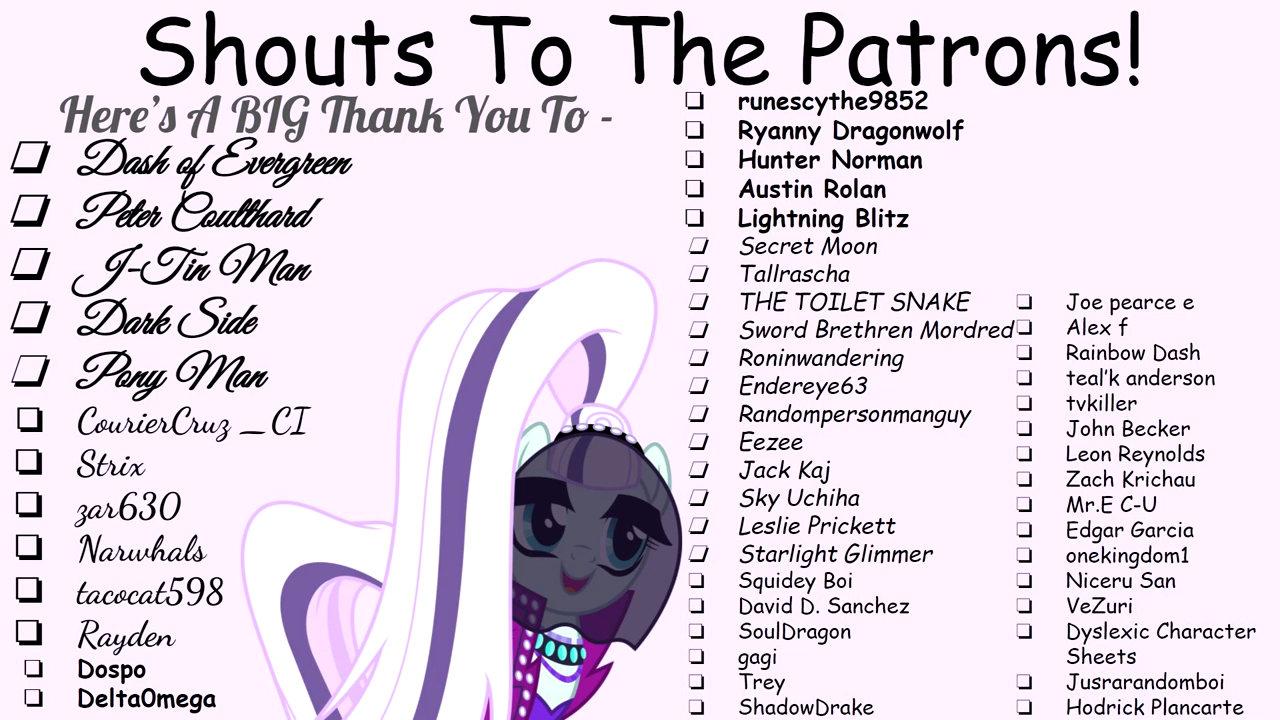 Shouts To The Patrons!
Here's A BIG Thank You To -
❏ Dash of Evergreen
❏ Peter Coulthard
❏ J-Tin Man
❏ Dark Side
❏ Pony Man
❏ CourierCruz _CI
❏ Strix
❏ zar630
❏ Narwhals
❏ tacocat598
❏ Rayden
❏ Dospo
❏ Delta0mega
❏ runescythe9852
❏ Ryanny Dragonwolf
❏ Hunter Norman
❏ Austin Rolan
❏ Lightning Blitz
❏ Secret Moon
❏ Tallrascha
❏ THE TOILET SNAKE
❏ Sword Brethren Mordred
❏ Roninwandering
❏ Endereye63
❏ Randompersonmanguy
❏ Eezee
❏ Jack Kaj
❏ Sky Uchiha
❏ Leslie Prickett
❏ Starlight Glimmer
❏ Squidey Boi
❏ David D. Sanchez
❏ SoulDragon
❏ gagi
❏ Trey
❏ ShadowDrake
❏ Joe pearce e
❏ Alex f
❏ Rainbow Dash
❏ teal'k anderson
❏ tvkiller
❏ John Becker
❏ Leon Reynolds
❏ Zach Krichau
❏ Mr.E C-U
❏ Edgar Garcia
❏ onekingdom1
❏ Niceru San
❏ VeZuri
❏ Dyslexic Character
Sheets
❏ Jusrarandomboi
❏ Hodrick Plancarte